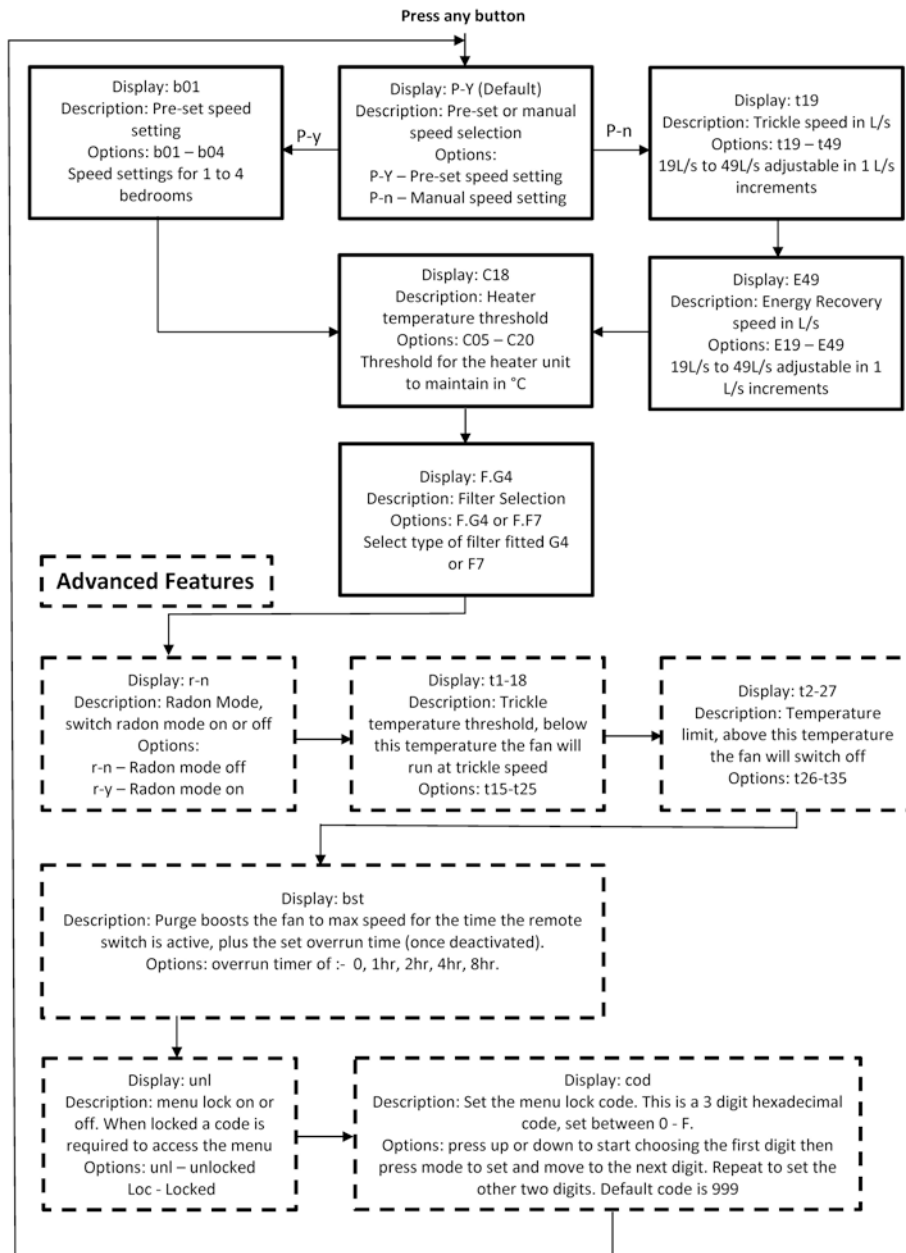 Press any button
Display: b01
Description: Pre-set speed
setting
Options: b01 – b04
Speed settings for 1 to 4
bedrooms
P-y
Display: P-Y (Default)
Description: Pre-set or manual
speed selection
Options:
P-Y – Pre-set speed setting
P-n – Manual speed setting
P-n
Display: t19
Description: Trickle speed in L/s
Options: t19 – t49
19L/s to 49L/s adjustable in 1 L/s
increments
Display: C18
Description: Heater
temperature threshold
Options: C05 – C20
Threshold for the heater unit
to maintain in °C
Display: E49
Description: Energy Recovery
speed in L/s
Options: E19 – E49
19L/s to 49L/s adjustable in 1
L/s increments
Display: F.G4
Description: Filter Selection
Options: F.G4 or F.F7
Select type of filter fitted G4
or F7
Advanced Features
Display: r-n
Description: Radon Mode,
switch radon mode on or off
Options:
r-n – Radon mode off
r-y – Radon mode on
Display: t1-18
Description: Trickle
temperature threshold, below
this temperature the fan will
run at trickle speed
Options: t15-t25
Display: t2-27
Description: Temperature
limit, above this temperature
the fan will switch off
Options: t26-t35
Display: bst
Description: Purge boosts the fan to max speed for the time the remote
switch is active, plus the set overrun time (once deactivated).
Options: overrun timer of :- 0, 1hr, 2hr, 4hr, 8hr.
Display: unl
Description: menu lock on or
off. When locked a code is
required to access the menu
Options: unl – unlocked
Loc - Locked
Display: cod
Description: Set the menu lock code. This is a 3 digit hexadecimal
code, set between 0 - F.
Options: press up or down to start choosing the first digit then
press mode to set and move to the next digit. Repeat to set the
other two digits. Default code is 999